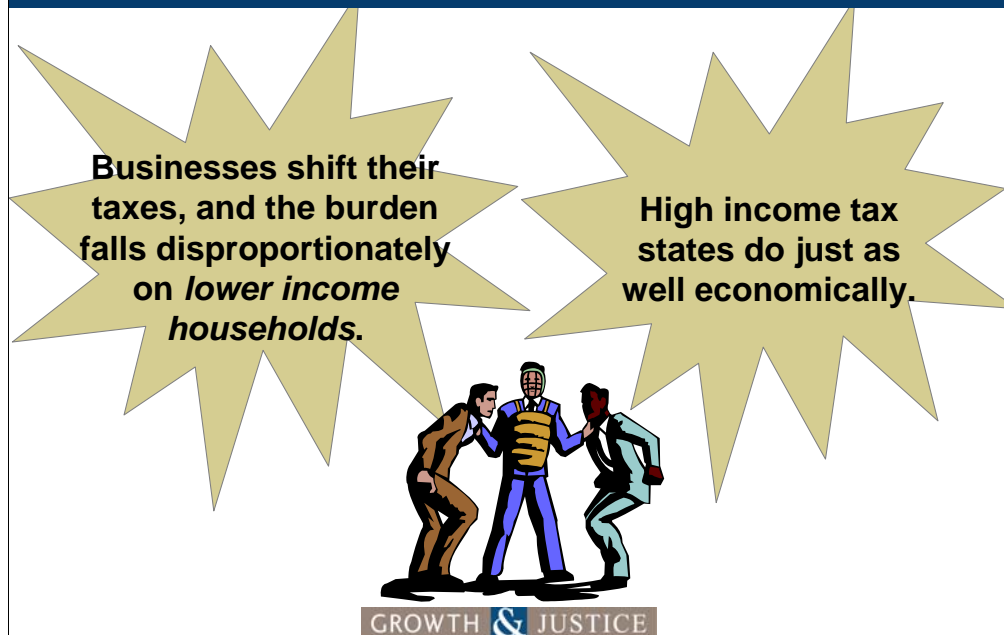 Businesses shift their
taxes, and the burden
falls disproportionately
on lower income
households.
High income tax
states do just as
well economically.
GROWTH & JUSTICE